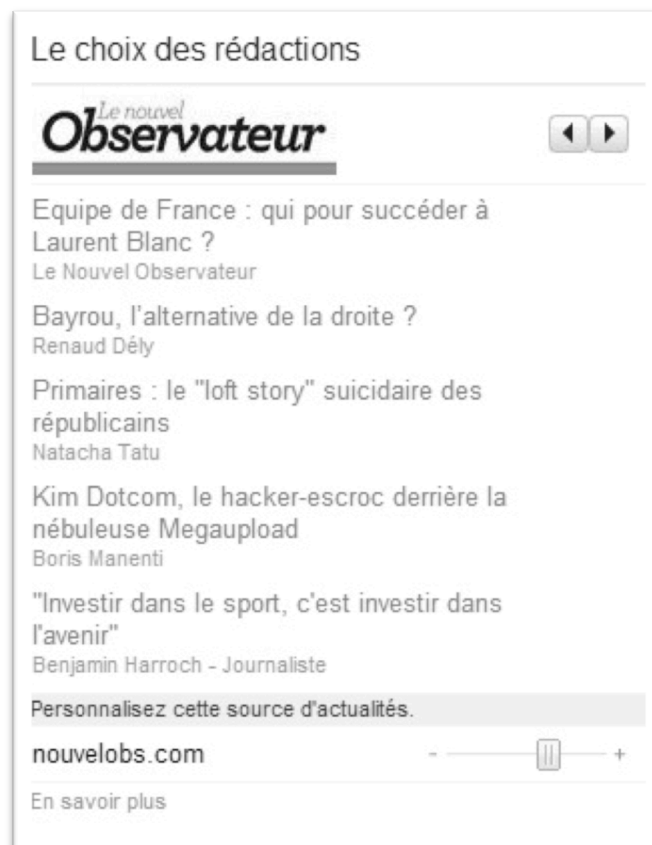 Le choix des rédactions
Le nouvel
Observateur
Equipe de France : qui pour succéder à
Laurent Blanc ?
Le Nouvel Observateur
Bayrou, l'alternative de la droite ?
Renaud Dély
Primaires : le "loft story" suicidaire des
républicains
Natacha Tatu
Kim Dotcom, le hacker-escroc derrière la
nébuleuse Megaupload
Boris Manenti
"Investir dans le sport, c'est investir dans
l'avenir"
Benjamin Harroch - Journaliste
Personnalisez cette source d'actualités.
nouvelobs.com - +
En savoir plus